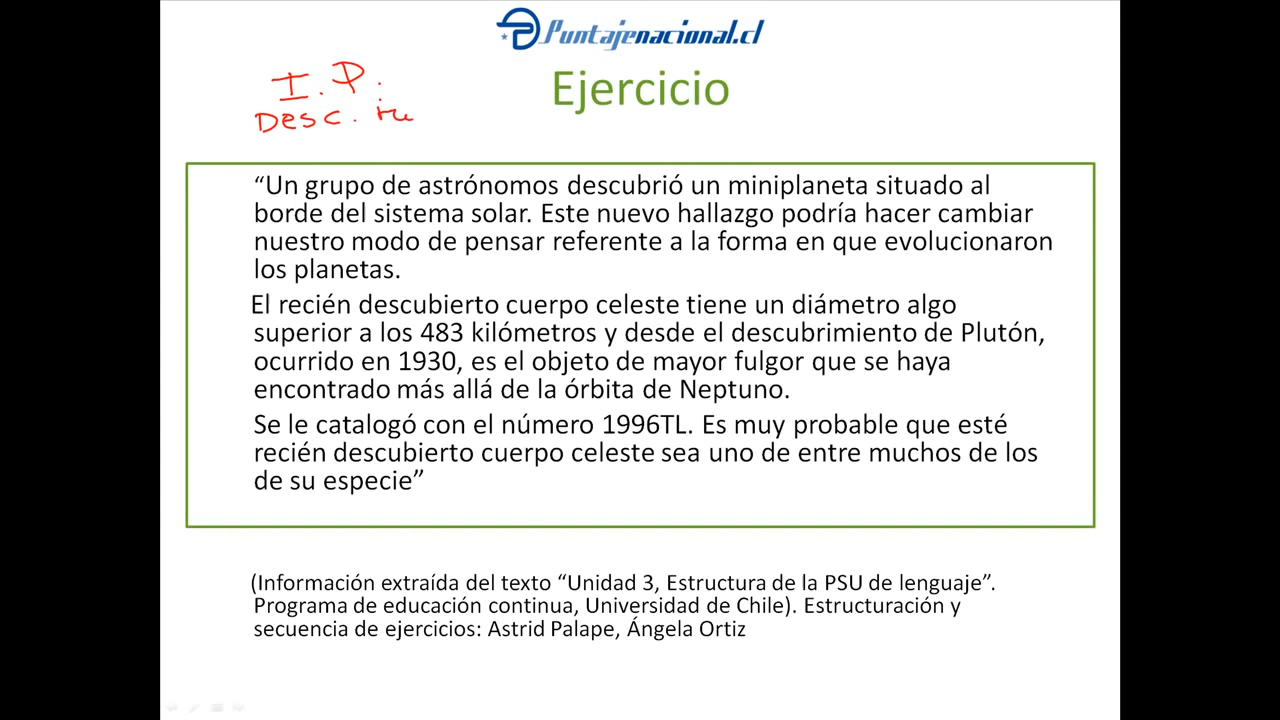 Puntajenacional.cl
I. P.
Ejercicio
Desc.
“Un grupo de astrónomos descubrió un miniplaneta situado al
borde del sistema solar. Este nuevo hallazgo podría hacer cambiar
nuestro modo de pensar referente a la forma en que evolucionaron
los planetas.
El recién descubierto cuerpo celeste tiene un diámetro algo
superior a los 483 kilómetros y desde el descubrimiento de Plutón,
ocurrido en 1930, es el objeto de mayor fulgor que se haya
encontrado más allá de la órbita de Neptuno.
Se le catalogó con el número 1996TL. Es muy probable que esté
recién descubierto cuerpo celeste sea uno de entre muchos de los
de su especie”
(Información extraída del texto “Unidad 3, Estructura de la PSU de lenguaje”.
Programa de educación continua, Universidad de Chile). Estructuración y
secuencia de ejercicios: Astrid Palape, Ángela Ortiz